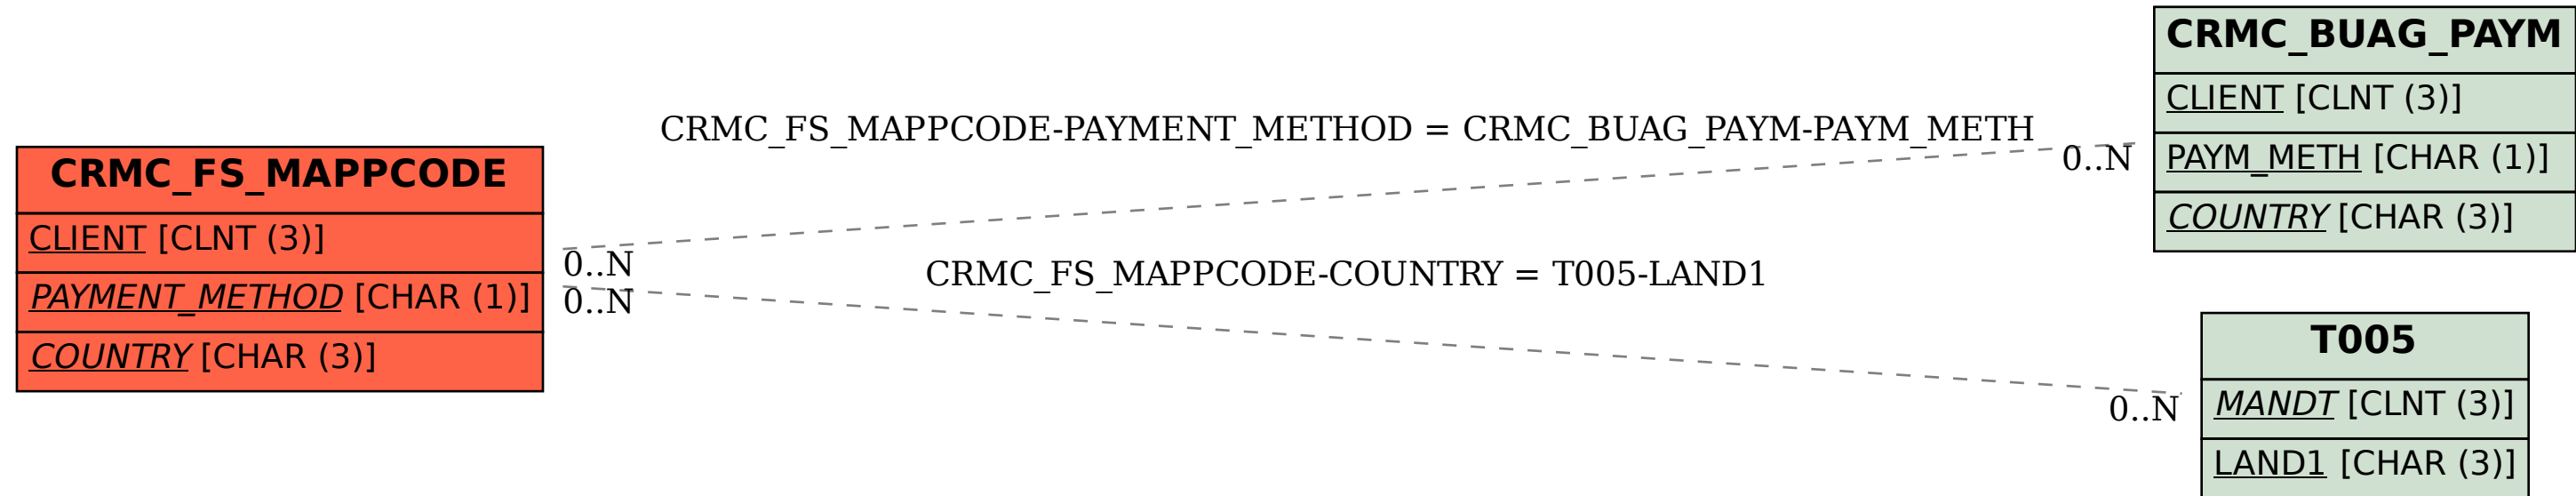 CRMC_FS_MAPPCODE
CLIENT [CLNT (3)]
PAYMENT_METHOD [CHAR (1)]
COUNTRY [CHAR (3)]
CRMC_FS_MAPPCODE-PAYMENT_METHOD = CRMC_BUAG_PAYM-PAYM_METH
0..N
0..N
CRMC_FS_MAPPCODE-COUNTRY = T005-LAND1
0..N
0..N
CRMC_BUAG_PAYM
CLIENT [CLNT (3)]
PAYM_METH [CHAR (1)]
COUNTRY [CHAR (3)]
T005
MANDT [CLNT (3)]
LAND1 [CHAR (3)]